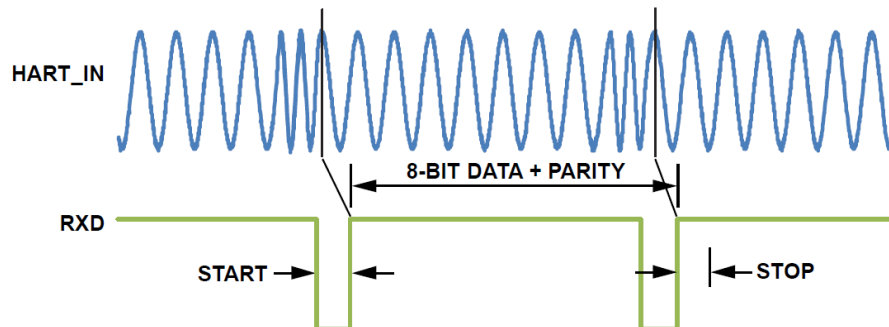 HART_IN
8-BIT DATA + PARITY
RXD
START
STOP